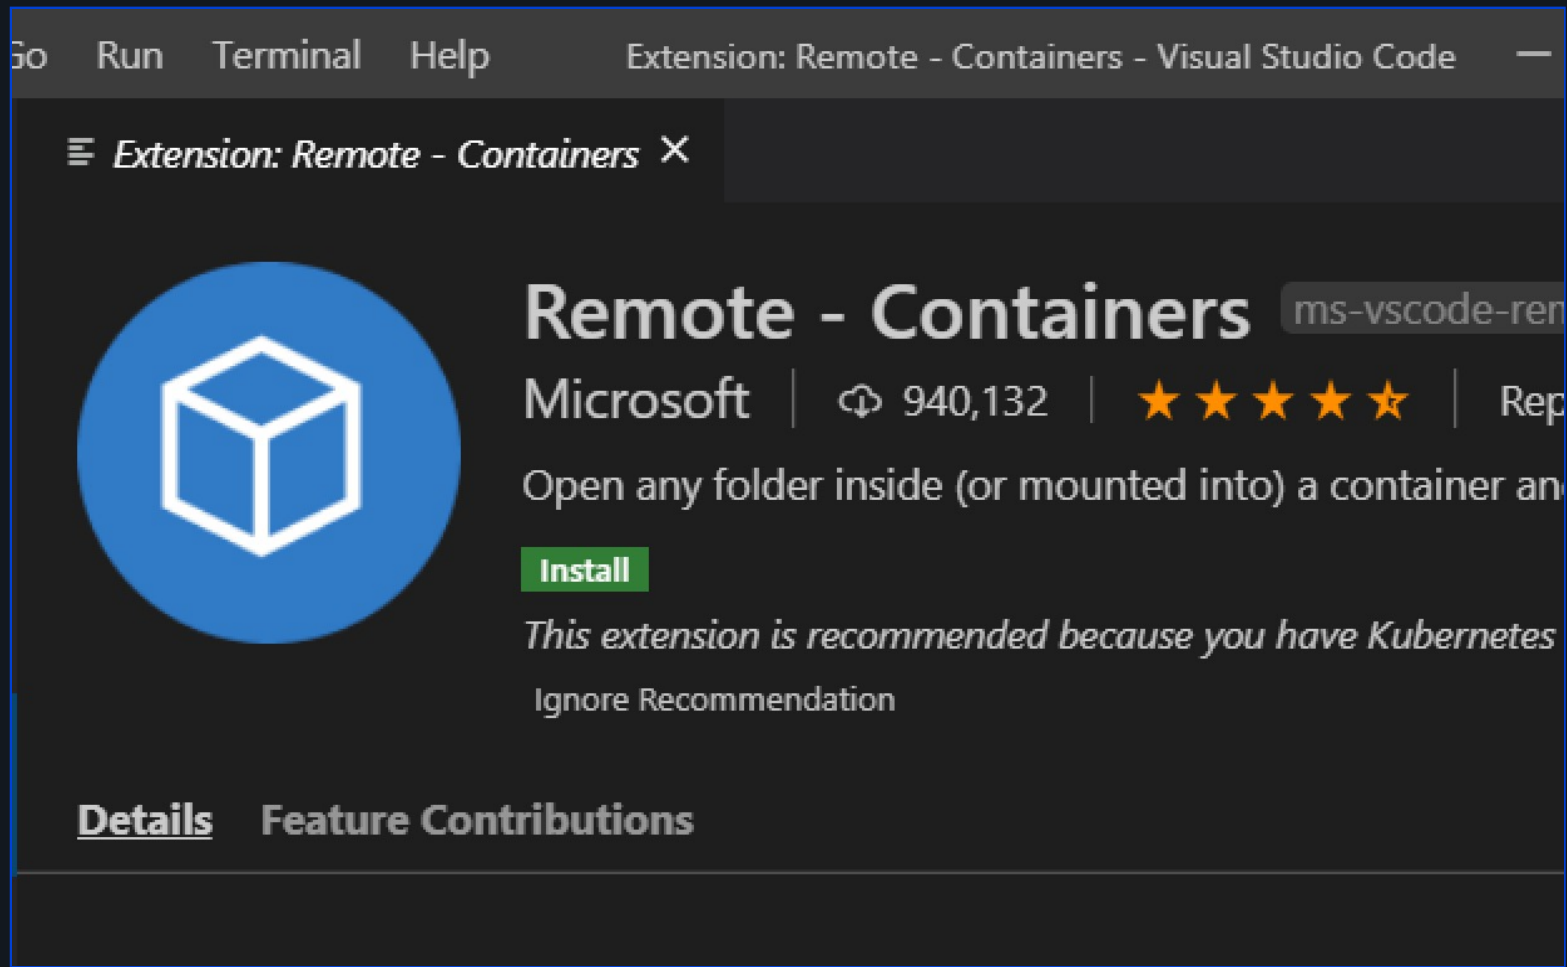 Run Terminal Help Extension: Remote - Containers - Visual Studio Code
Extension: Remote - Containers
Remote - Containers
Microsoft 940,132
Open any folder inside (or mounted into) a container
Install
This extension is recommended because you have Kubernetes
Ignore Recommendation
Details Feature Contributions